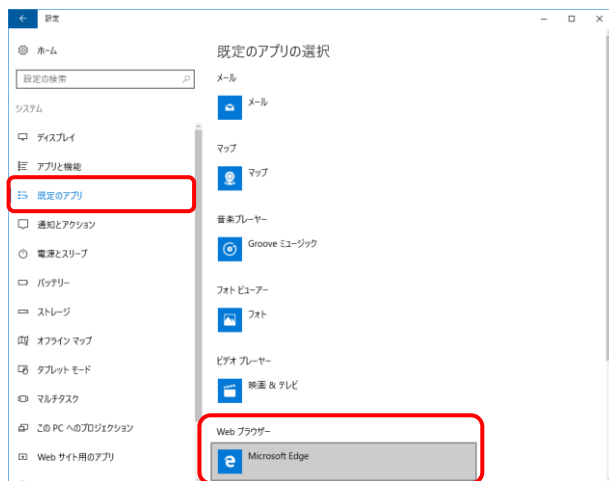 設定
ホーム
設定の検索
システム
ディスプレイ
アプリと機能
既定のアプリ
通知とアクション
電源とスリープ
バッテリー
ストレージ
オフライン マップ
タブレット モード
マルチタスク
この PC へのプロジェクション
Web サイト用のアプリ
既定のアプリの選択
メール
メール
マップ
マップ
音楽プレーヤー
Groove ミュージック
フォト ビューアー
フォト
ビデオ プレーヤー
映画 & テレビ
Web ブラウザー
Microsoft Edge